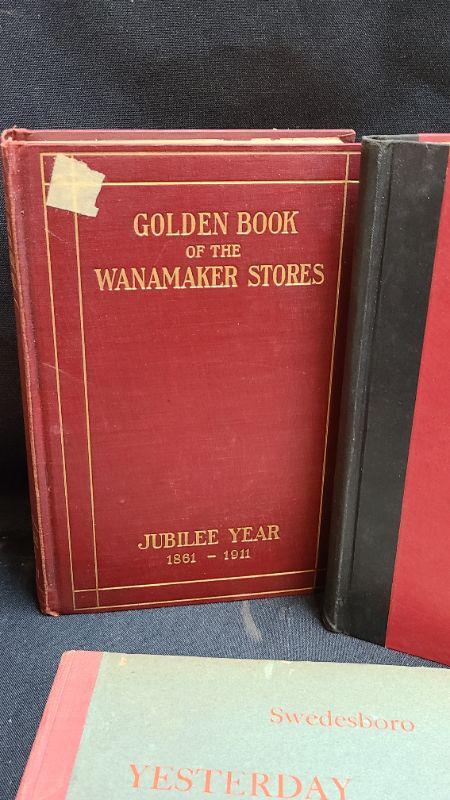 GOLDEN BOOK
OF THE
WANAMAKER STORES
JUBILEE YEAR
1861 – 1911
Swedesboro
YESTERDAY